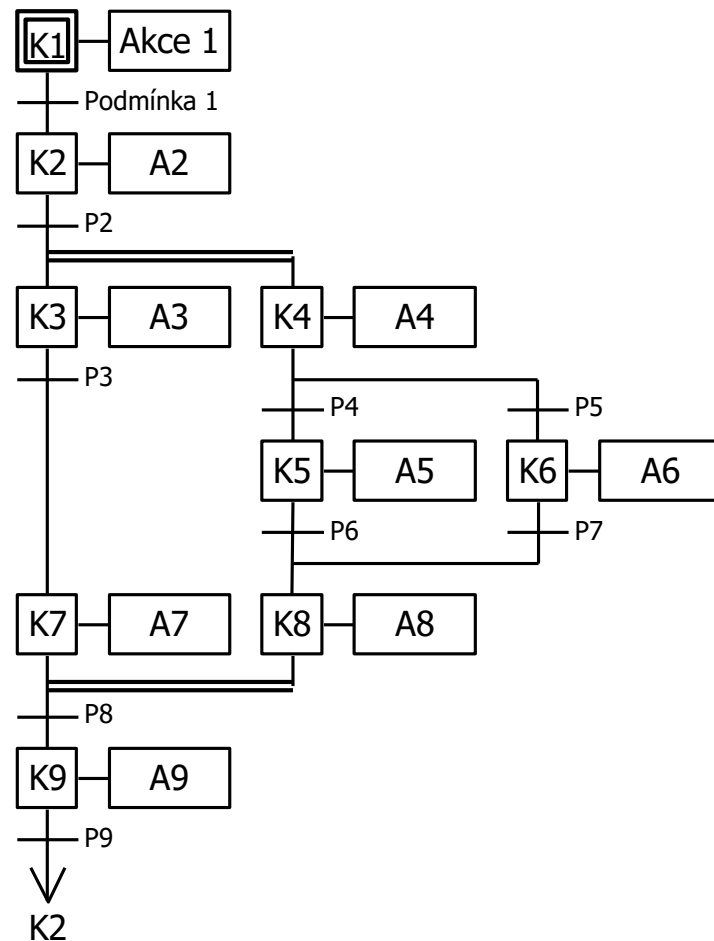 K1 Akce 1
Podmínka 1
K2 A2
P2
K3 A3 K4 A4
P3
P4 P5
K5 A5 K6 A6
P6 P7
K7 A7 K8 A8
P8
K9 A9
P9
K2